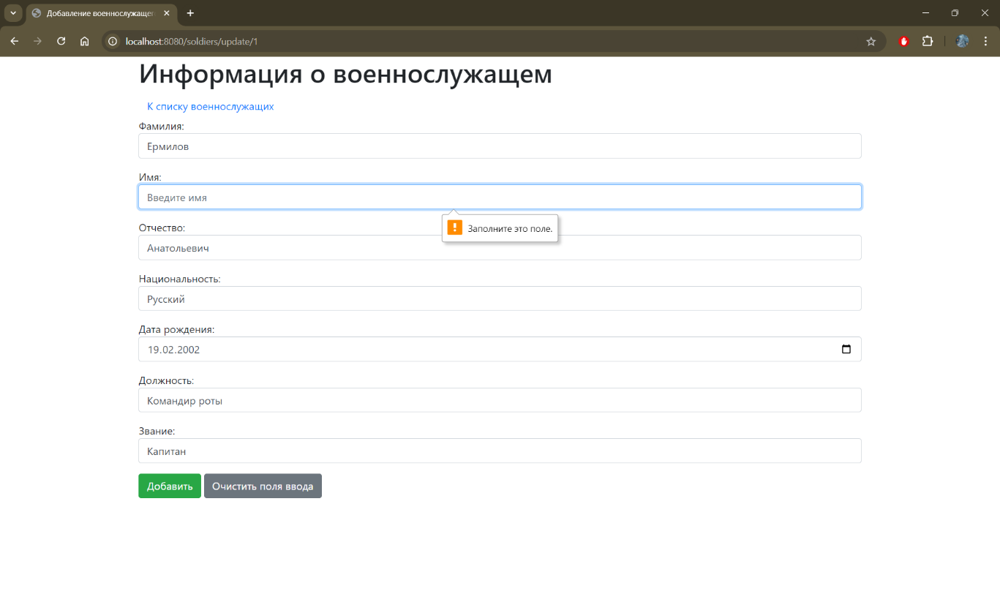 Добавление военнослужащег
localhost:8080/soldiers/update/1
Информация о военнослужащем
К списку военнослужащих
Фамилия:
Ермилов
Имя:
Введите имя
Заполните это поле.
Отчество:
Анатольевич
Национальность:
Русский
Дата рождения:
19.02.2002
Должность:
Командир роты
Звание:
Капитан
Добавить Очистить поля ввода